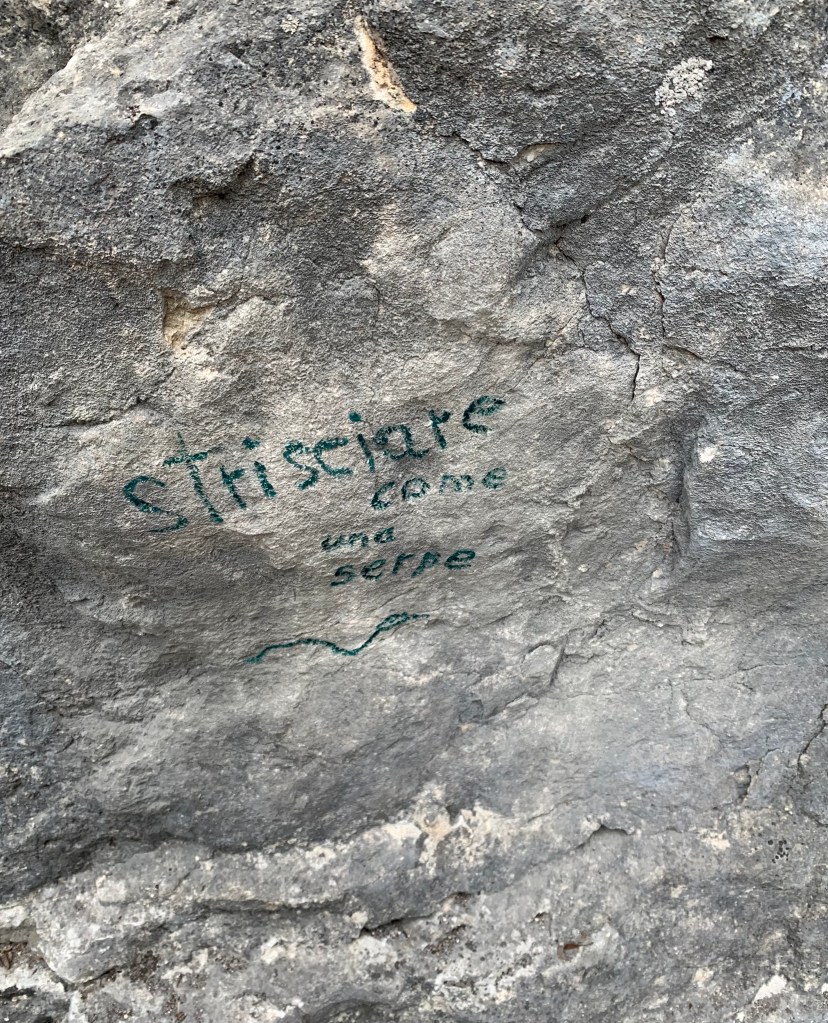 strisciare
come
una
serpe